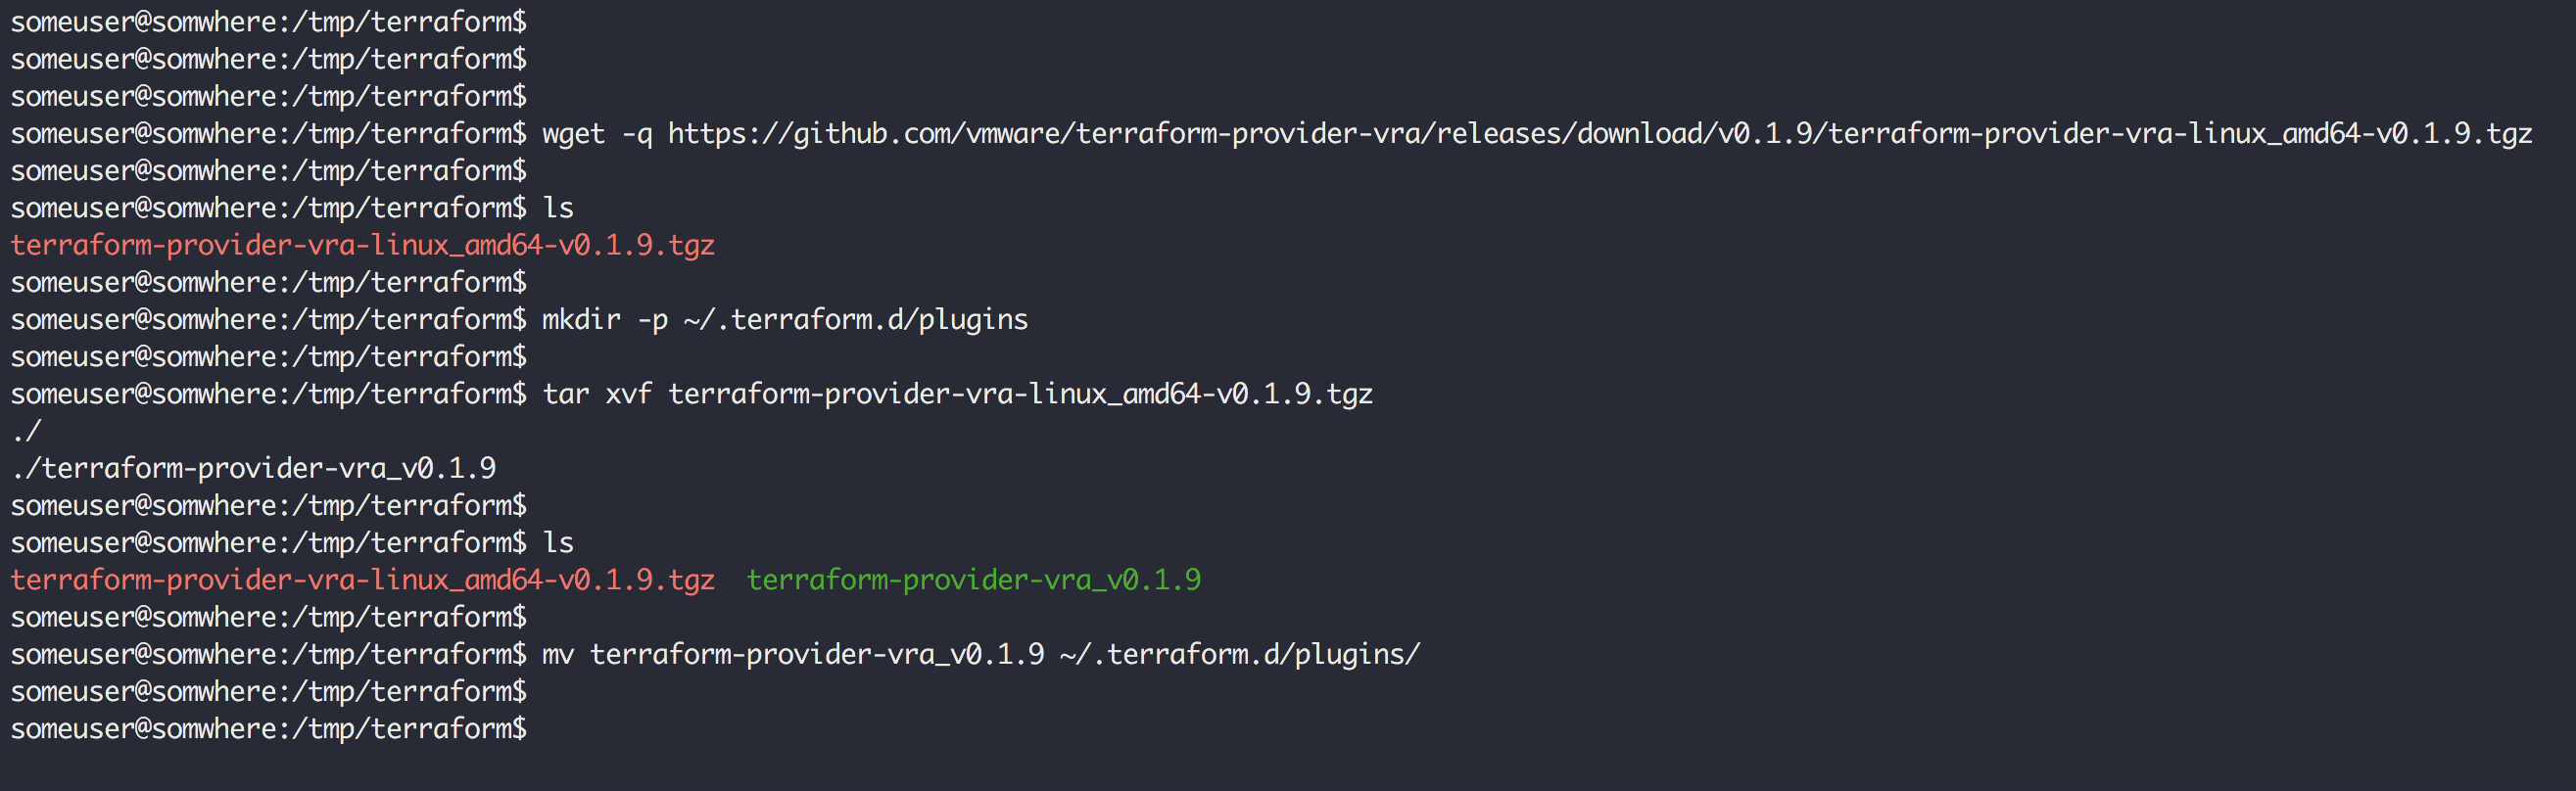 someuser@somwhere:/tmp/terraform$
someuser@somwhere:/tmp/terraform$
someuser@somwhere:/tmp/terraform$
someuser@somwhere:/tmp/terraform$ wget -q https://github.com/vmware/terraform-provider-vra/releases/download/v0.1.9/terraform-provider-vra-linux_amd64-v0.1.9.tgz
someuser@somwhere:/tmp/terraform$
someuser@somwhere:/tmp/terraform$ ls
terraform-provider-vra-linux_amd64-v0.1.9.tgz
someuser@somwhere:/tmp/terraform$
someuser@somwhere:/tmp/terraform$ mkdir -p ~/.terraform.d/plugins
someuser@somwhere:/tmp/terraform$
someuser@somwhere:/tmp/terraform$ tar xvf terraform-provider-vra-linux_amd64-v0.1.9.tgz
./
./terraform-provider-vra_v0.1.9
someuser@somwhere:/tmp/terraform$
someuser@somwhere:/tmp/terraform$ ls
terraform-provider-vra-linux_amd64-v0.1.9.tgz  terraform-provider-vra_v0.1.9
someuser@somwhere:/tmp/terraform$
someuser@somwhere:/tmp/terraform$ mv terraform-provider-vra_v0.1.9 ~/.terraform.d/plugins/
someuser@somwhere:/tmp/terraform$
someuser@somwhere:/tmp/terraform$